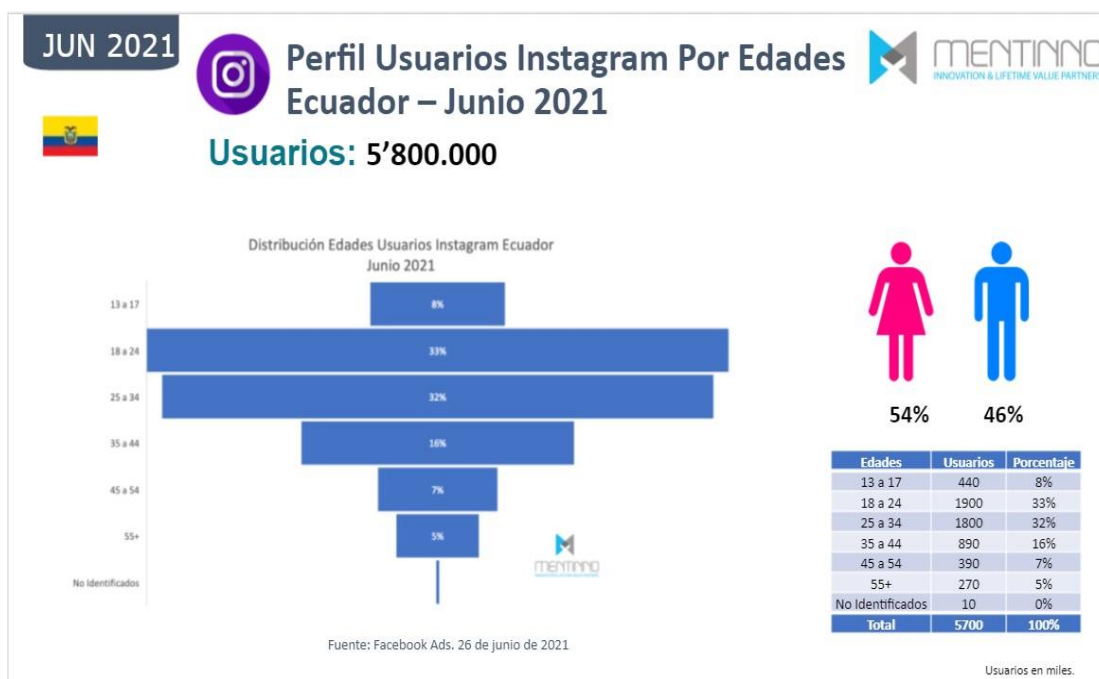 JUN 2021
Perfil Usuarios Instagram Por Edades
Ecuador – Junio 2021
MENTINNO
INNOVATION & LIFETIME VALUE PARTNERS
Usuarios: 5’800.000
Distribución Edades Usuarios Instagram Ecuador
Junio 2021
13 a 17 8%
18 a 24 33%
25 a 34 32%
35 a 44 16%
45 a 54 7%
55+ 5%
No Identificados
MENTINNO
Fuente: Facebook Ads. 26 de junio de 2021
54% 46%
Edades Usuarios Porcentaje
13 a 17 440 8%
18 a 24 1900 33%
25 a 34 1800 32%
35 a 44 890 16%
45 a 54 390 7%
55+ 270 5%
No Identificados 10 0%
Total 5700 100%
Usuarios en miles.